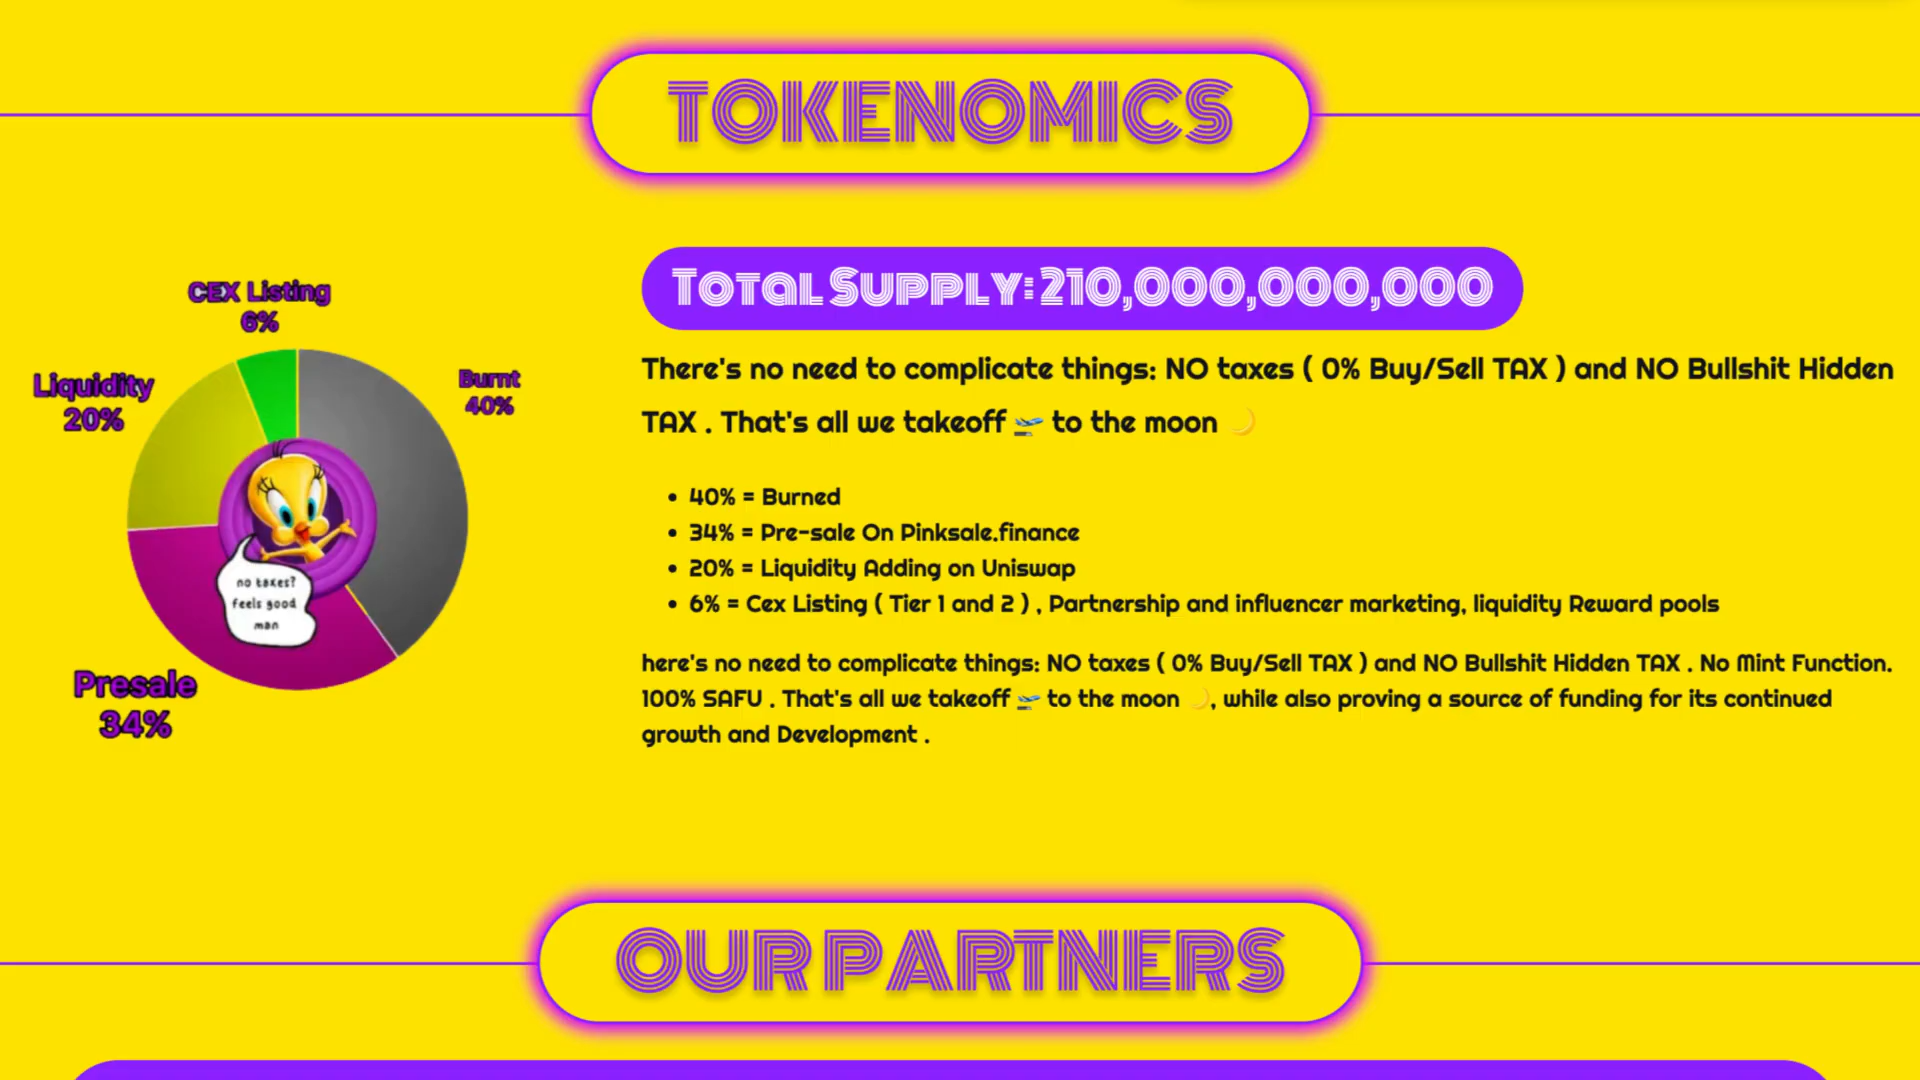 TOKENOMICS
CEX Listing
6%
Liquidity
20%
Burnt
40%
no taxes?
feels good
man
Presale
34%
Total Supply: 210,000,000,000
There's no need to complicate things: NO taxes ( 0% Buy/Sell TAX ) and NO Bullshit Hidden
TAX . That's all we takeoff 🛫 to the moon 🌙
• 40% = Burned
• 34% = Pre-sale On Pinksale.finance
• 20% = Liquidity Adding on Uniswap
• 6% = Cex Listing ( Tier 1 and 2 ) , Partnership and influencer marketing, liquidity Reward pools
here's no need to complicate things: NO taxes ( 0% Buy/Sell TAX ) and NO Bullshit Hidden TAX . No Mint Function.
100% SAFU . That's all we takeoff 🛫 to the moon 🌙, while also proving a source of funding for its continued
growth and Development .
OUR PARTNERS